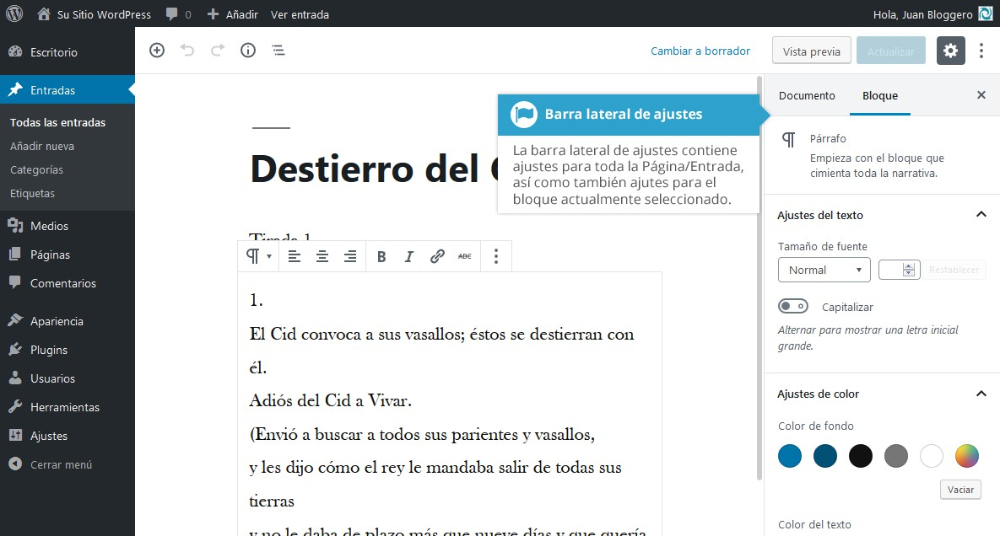 Su Sitio WordPress 0 Añadir Ver entrada Hola, Juan Bloggero
Escritorio
Entradas
Todas las entradas
Añadir nueva
Categorías
Etiquetas
Medios
Páginas
Comentarios
Apariencia
Plugins
Usuarios
Herramientas
Ajustes
Cerrar menú
Cambiar a borrador Vista previa Actualizar
Barra lateral de ajustes
La barra lateral de ajustes contiene
ajustes para toda la Página/Entrada,
así como también ajutes para el
bloque actualmente seleccionado.
Destierro del
Tirada 1
B I ABC
1.
El Cid convoca a sus vasallos; éstos se destierran con
él.
Adiós del Cid a Vivar.
(Envió a buscar a todos sus parientes y vasallos,
y les dijo cómo el rey le mandaba salir de todas sus
tierras
y no le daba de plazo más que nueve días y que quería
Documento Bloque
Párrafo
Empieza con el bloque que
cimienta toda la narrativa.
Ajustes del texto
Tamaño de fuente
Normal Restablecer
Capitalizar
Alternar para mostrar una letra inicial
grande.
Ajustes de color
Color de fondo
Vaciar
Color del texto